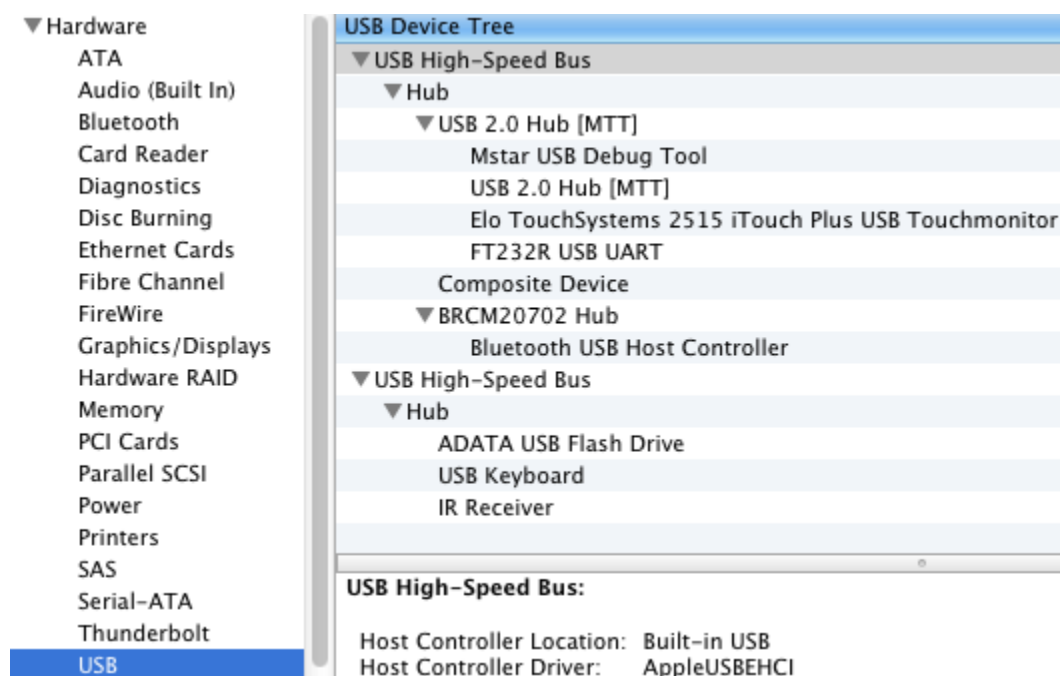 Hardware
ATA
Audio (Built In)
Bluetooth
Card Reader
Diagnostics
Disc Burning
Ethernet Cards
Fibre Channel
FireWire
Graphics/Displays
Hardware RAID
Memory
PCI Cards
Parallel SCSI
Power
Printers
SAS
Serial-ATA
Thunderbolt
USB
USB Device Tree
USB High-Speed Bus
Hub
USB 2.0 Hub [MTT]
Mstar USB Debug Tool
USB 2.0 Hub [MTT]
Elo TouchSystems 2515 iTouch Plus USB Touchmonitor
FT232R USB UART
Composite Device
BRCM20702 Hub
Bluetooth USB Host Controller
USB High-Speed Bus
Hub
ADATA USB Flash Drive
USB Keyboard
IR Receiver
USB High-Speed Bus:
Host Controller Location: Built-in USB
Host Controller Driver: AppleUSBEHCI